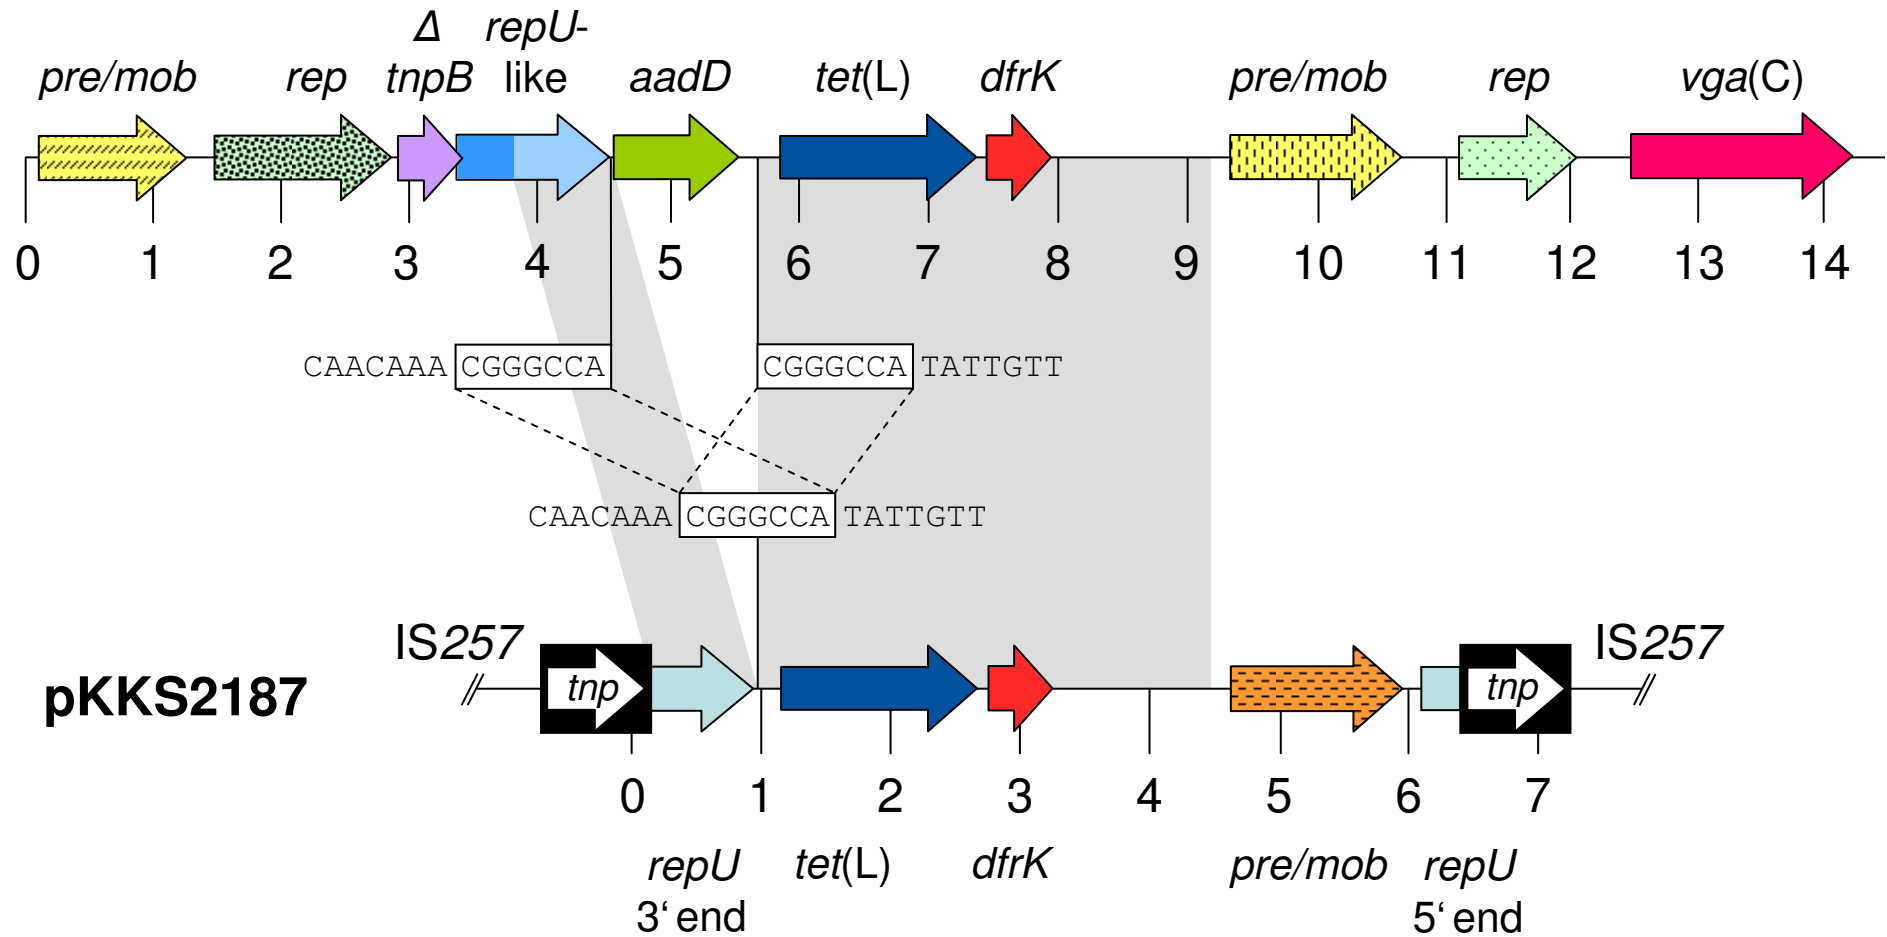 Δ repU-
pre/mob rep tnpB like aadD tet(L) dfrK pre/mob rep vga(C)
0 1 2 3 4 5 6 7 8 9 10 11 12 13 14
CAACAAA CGGGCCA CGGGCCA TATTGTT
CAACAAA CGGGCCA TATTGTT
IS257 IS257
pKKS2187 tnp tnp
0 1 2 3 4 5 6 7
repU tet(L) dfrK pre/mob repU
3‘ end 5‘ end